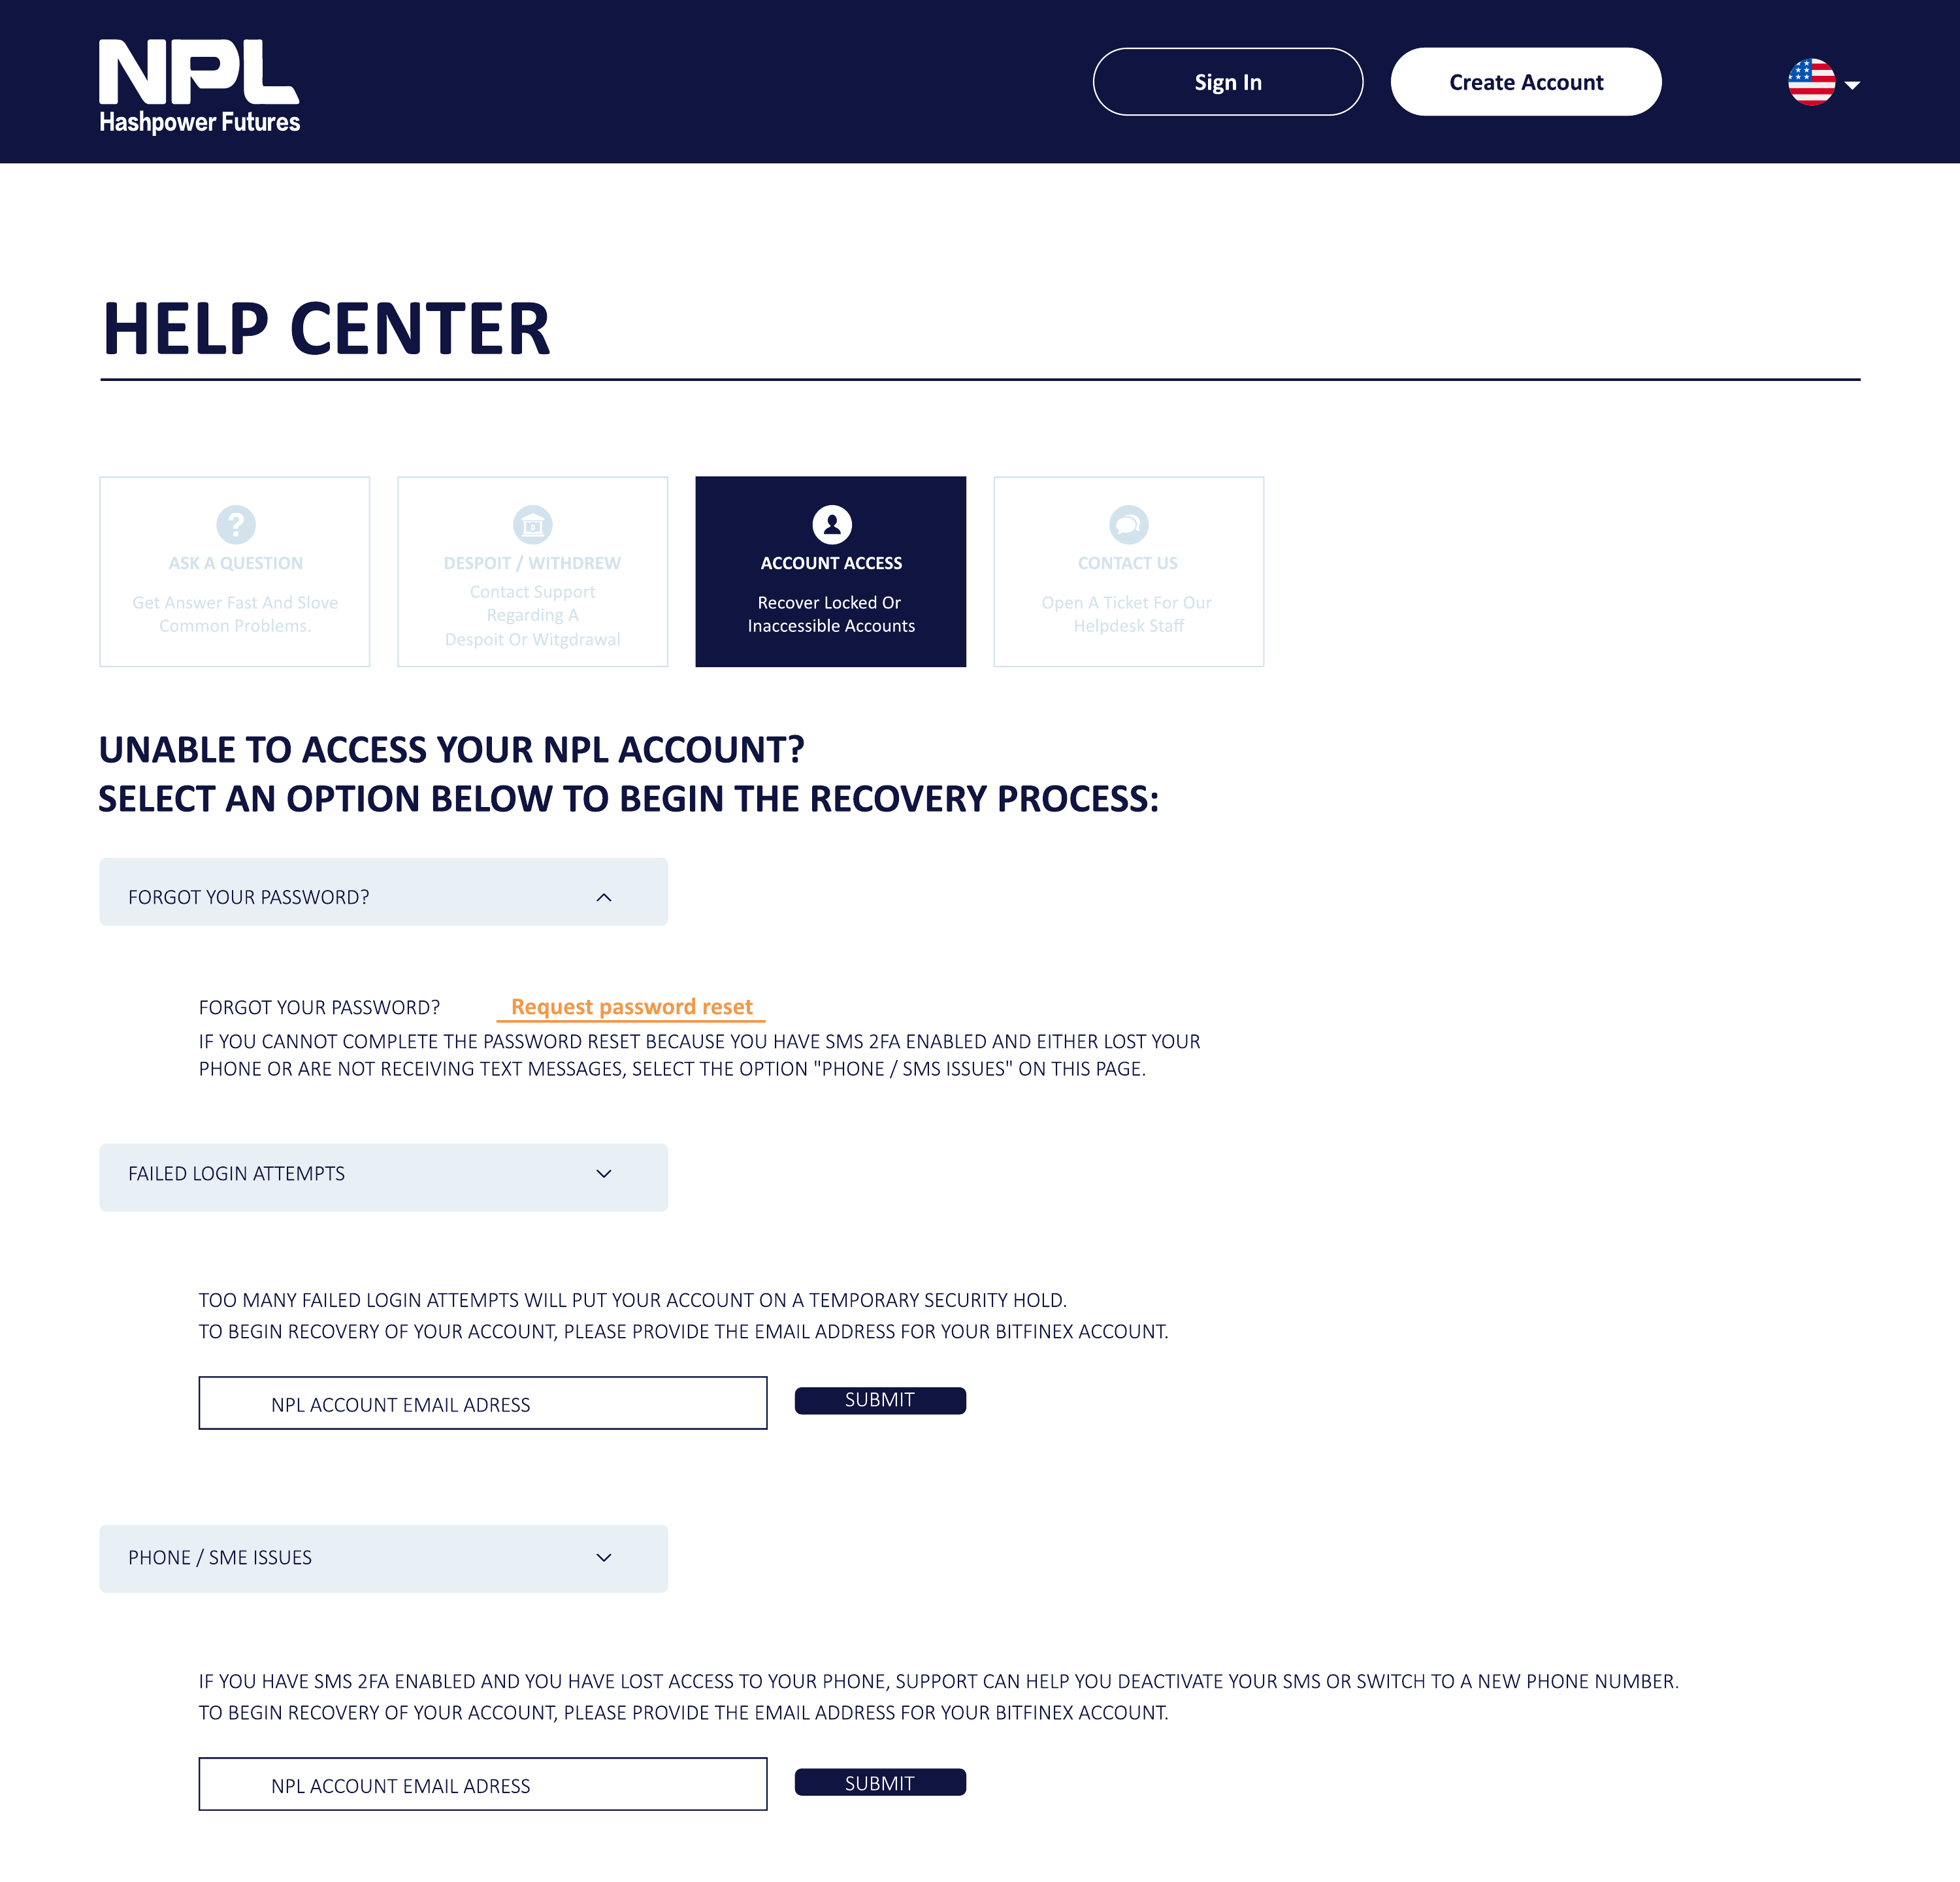 NPL
Hashpower Futures
Sign In
Create Account
HELP CENTER
ASK A QUESTION
Get Answer Fast And Slove
Common Problems.
DESPOIT / WITHDREW
Contact Support
Regarding A
Despoit Or Witgdrawal
ACCOUNT ACCESS
Recover Locked Or
Inaccessible Accounts
CONTACT US
Open A Ticket For Our
Helpdesk Staff
UNABLE TO ACCESS YOUR NPL ACCOUNT?
SELECT AN OPTION BELOW TO BEGIN THE RECOVERY PROCESS:
FORGOT YOUR PASSWORD?
FORGOT YOUR PASSWORD? Request password reset
IF YOU CANNOT COMPLETE THE PASSWORD RESET BECAUSE YOU HAVE SMS 2FA ENABLED AND EITHER LOST YOUR
PHONE OR ARE NOT RECEIVING TEXT MESSAGES, SELECT THE OPTION "PHONE / SMS ISSUES" ON THIS PAGE.
FAILED LOGIN ATTEMPTS
TOO MANY FAILED LOGIN ATTEMPTS WILL PUT YOUR ACCOUNT ON A TEMPORARY SECURITY HOLD.
TO BEGIN RECOVERY OF YOUR ACCOUNT, PLEASE PROVIDE THE EMAIL ADDRESS FOR YOUR BITFINEX ACCOUNT.
NPL ACCOUNT EMAIL ADRESS
SUBMIT
PHONE / SME ISSUES
IF YOU HAVE SMS 2FA ENABLED AND YOU HAVE LOST ACCESS TO YOUR PHONE, SUPPORT CAN HELP YOU DEACTIVATE YOUR SMS OR SWITCH TO A NEW PHONE NUMBER.
TO BEGIN RECOVERY OF YOUR ACCOUNT, PLEASE PROVIDE THE EMAIL ADDRESS FOR YOUR BITFINEX ACCOUNT.
NPL ACCOUNT EMAIL ADRESS
SUBMIT